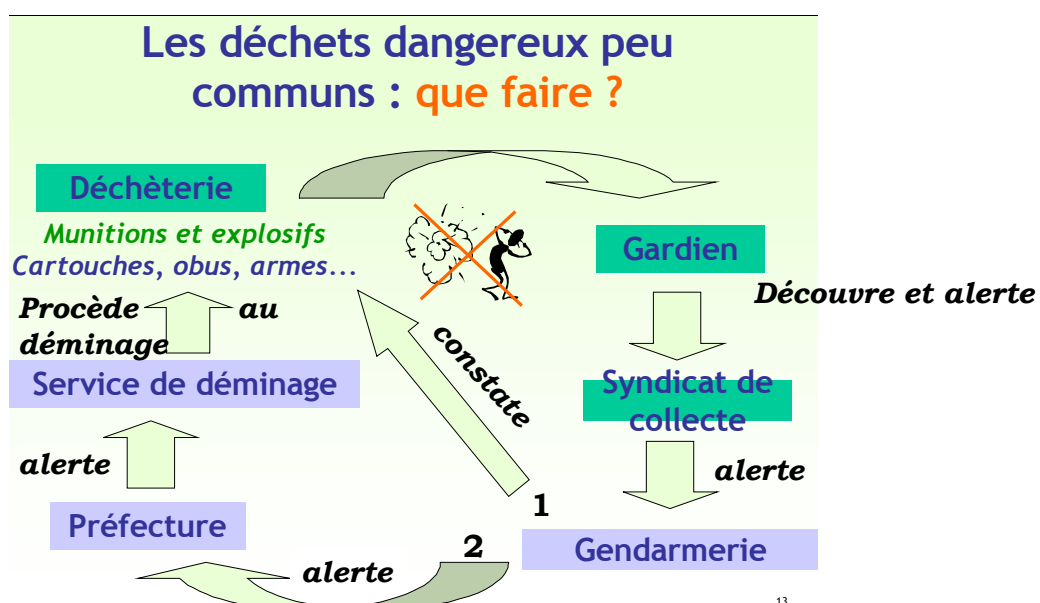 Les déchets dangereux peu
communs : que faire ?
Déchèterie
Munitions et explosifs
Cartouches, obus, armes...
Gardien
Découvre et alerte
Procède au
déminage
constate
Service de déminage
Syndicat de
collecte
alerte
alerte
1
Préfecture
2
Gendarmerie
alerte
13